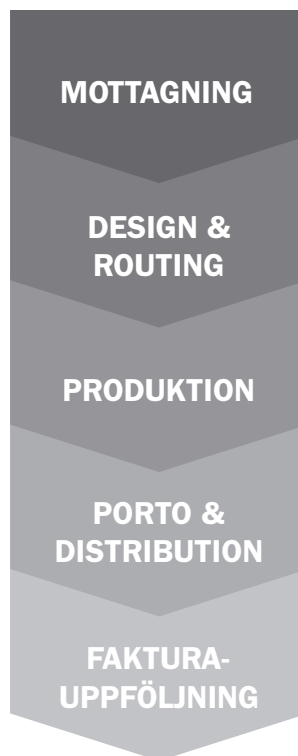 MOTTAGNING
DESIGN &
ROUTING
PRODUKTION
PORTO &
DISTRIBUTION
FAKTURA-
UPPFÖLJNING